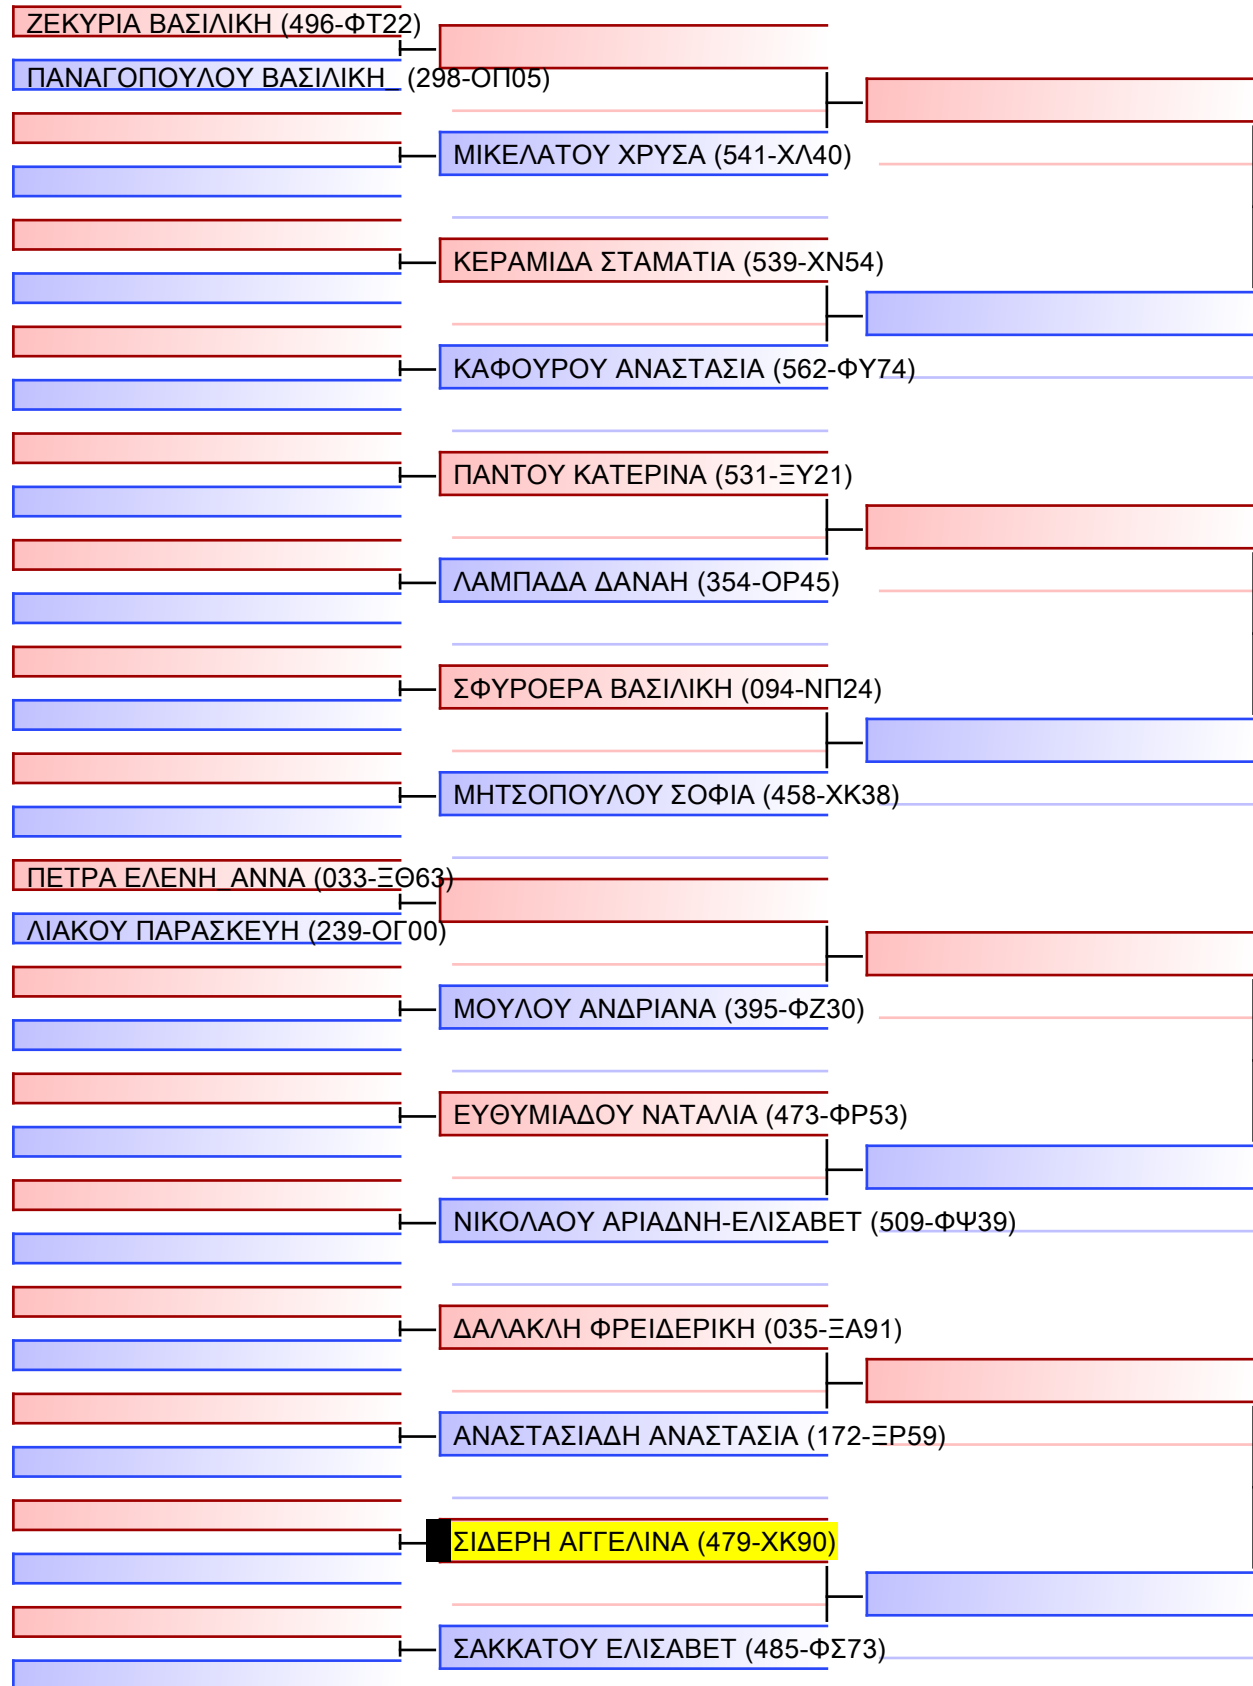 ΖΕΚΥΡΙΑ ΒΑΣΙΛΙΚΗ (496-ΦΤ22)
ΠΑΝΑΓΟΠΟΥΛΟΥ ΒΑΣΙΛΙΚΗ_ (298-ΟΠ05)
ΜΙΚΕΛΑΤΟΥ ΧΡΥΣΑ (541-ΧΛ40)
ΚΕΡΑΜΙΔΑ ΣΤΑΜΑΤΙΑ (539-ΧΝ54)
ΚΑΦΟΥΡΟΥ ΑΝΑΣΤΑΣΙΑ (562-ΦΥ74)
ΠΑΝΤΟΥ ΚΑΤΕΡΙΝΑ (531-ΞΥ21)
ΛΑΜΠΑΔΑ ΔΑΝΑΗ (354-ΟΡ45)
ΣΦΥΡΟΕΡΑ ΒΑΣΙΛΙΚΗ (094-ΝΠ24)
ΜΗΤΣΟΠΟΥΛΟΥ ΣΟΦΙΑ (458-ΧΚ38)
ΠΕΤΡΑ ΕΛΕΝΗ_ΑΝΝΑ (033-ΞΘ63)
ΛΙΑΚΟΥ ΠΑΡΑΣΚΕΥΗ (239-ΟΓ00)
ΜΟΥΛΟΥ ΑΝΔΡΙΑΝΑ (395-ΦΖ30)
ΕΥΘΥΜΙΑΔΟΥ ΝΑΤΑΛΙΑ (473-ΦΡ53)
ΝΙΚΟΛΑΟΥ ΑΡΙΑΔΝΗ-ΕΛΙΣΑΒΕΤ (509-ΦΨ39)
ΔΑΛΑΚΛΗ ΦΡΕΙΔΕΡΙΚΗ (035-ΞΑ91)
ΑΝΑΣΤΑΣΙΑΔΗ ΑΝΑΣΤΑΣΙΑ (172-ΞΡ59)
ΣΙΔΕΡΗ ΑΓΓΕΛΙΝΑ (479-ΧΚ90)
ΣΑΚΚΑΤΟΥ ΕΛΙΣΑΒΕΤ (485-ΦΣ73)